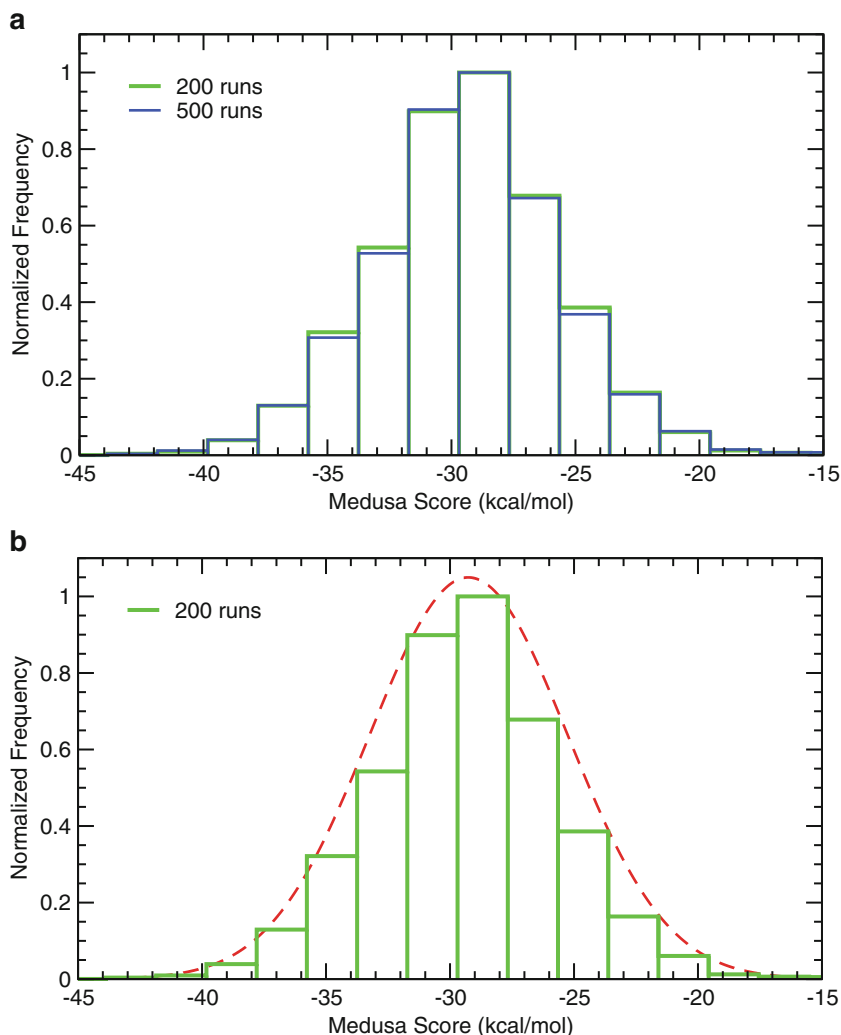 a
1
200 runs
500 runs
0.8
0.6
0.4
0.2
0
Normalized Frequency
-45 -40 -35 -30 -25 -20 -15
Medusa Score (kcal/mol)
b
1
200 runs
0.8
0.6
0.4
0.2
0
Normalized Frequency
-45 -40 -35 -30 -25 -20 -15
Medusa Score (kcal/mol)